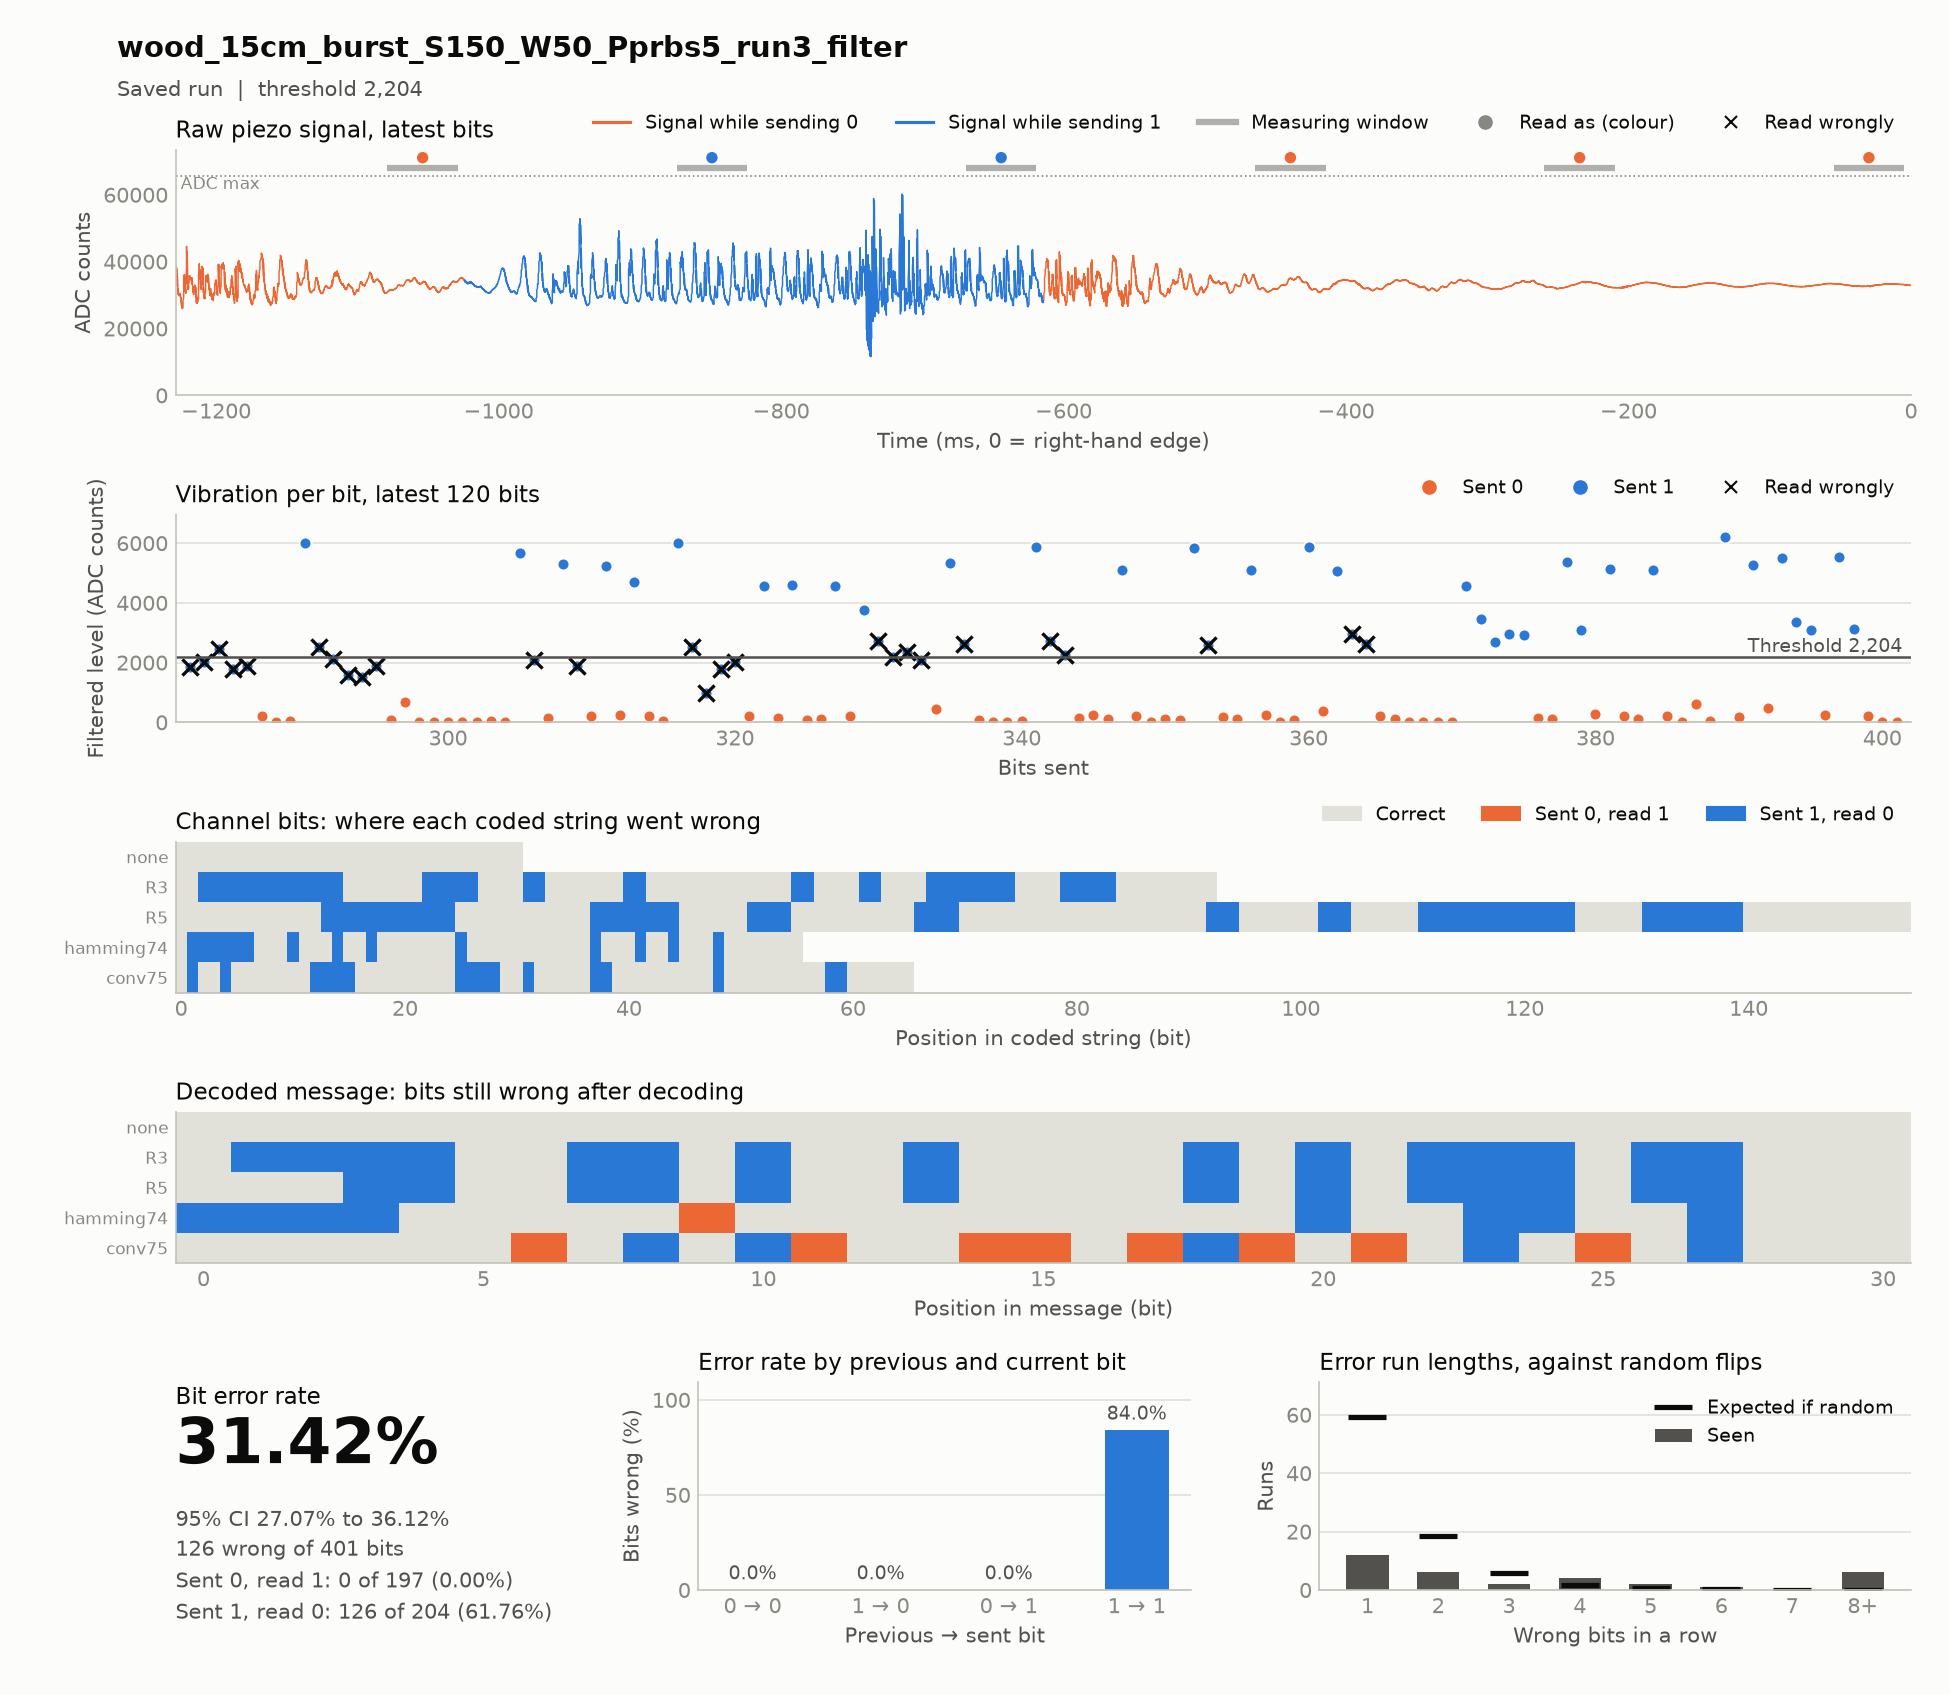 wood_15cm_burst_S150_W50_Pprbs5_run3_filter
Saved run | threshold 2,204
Raw piezo signal, latest bits
Signal while sending 0
Signal while sending 1
Measuring window
Read as (colour)
Read wrongly
ADC max
ADC counts
60000
40000
20000
0
−1200
−1000
−800
−600
−400
−200
0
Time (ms, 0 = right-hand edge)
Vibration per bit, latest 120 bits
Sent 0
Sent 1
Read wrongly
Filtered level (ADC counts)
6000
4000
2000
0
Threshold 2,204
300
320
340
360
380
400
Bits sent
Channel bits: where each coded string went wrong
Correct
Sent 0, read 1
Sent 1, read 0
none
R3
R5
hamming74
conv75
0
20
40
60
80
100
120
140
Position in coded string (bit)
Decoded message: bits still wrong after decoding
none
R3
R5
hamming74
conv75
0
5
10
15
20
25
30
Position in message (bit)
Bit error rate
31.42%
95% CI 27.07% to 36.12%
126 wrong of 401 bits
Sent 0, read 1: 0 of 197 (0.00%)
Sent 1, read 0: 126 of 204 (61.76%)
Error rate by previous and current bit
Bits wrong (%)
100
50
0
0.0%
0.0%
0.0%
84.0%
0 → 0
1 → 0
0 → 1
1 → 1
Previous → sent bit
Error run lengths, against random flips
Expected if random
Seen
Runs
60
40
20
0
1
2
3
4
5
6
7
8+
Wrong bits in a row